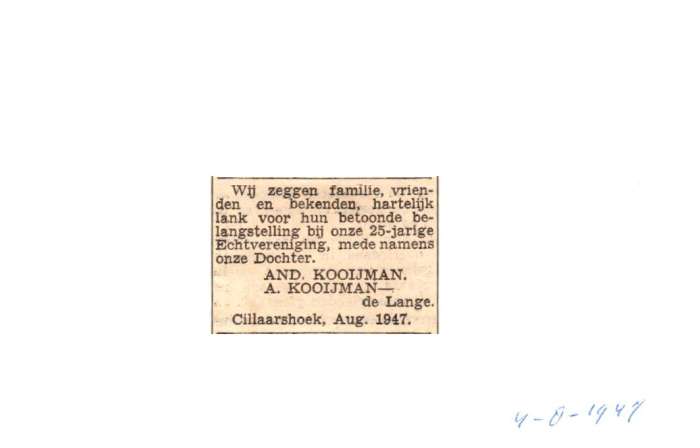 Wij zeggen familie, vrien-
den en bekenden, hartelijk
lank voor hun betoonde be-
langstelling bij onze 25-jarige
Echtvereniging, mede namens
onze Dochter.
AND. KOOIJMAN.
A. KOOIJMAN—
de Lange.
Cillaarshoek, Aug. 1947.
4-8-1947